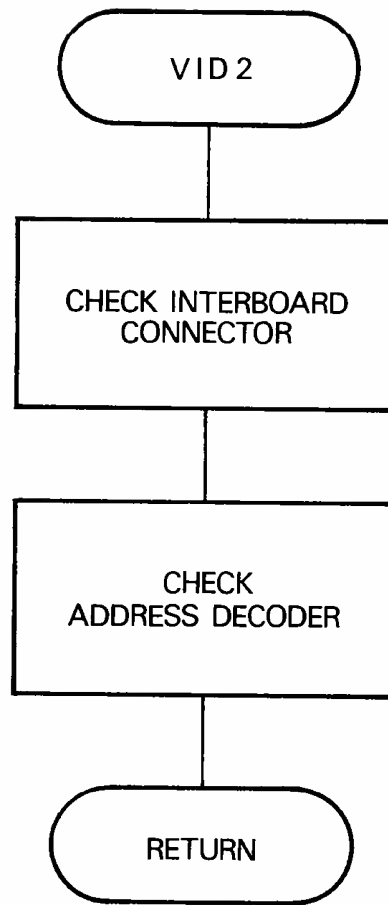 VID2
CHECK INTERBOARD
CONNECTOR
CHECK
ADDRESS DECODER
RETURN